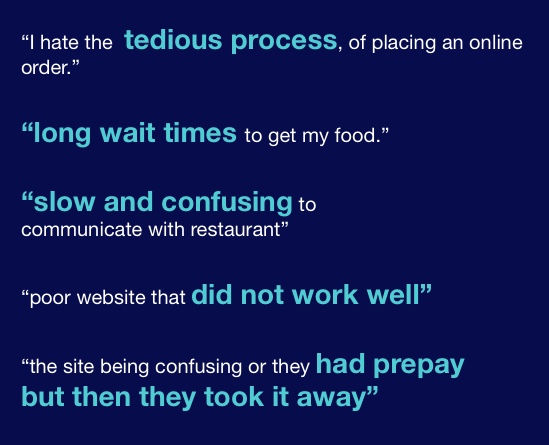 “I hate the tedious process, of placing an online
order.”
“long wait times to get my food.”
“slow and confusing to
communicate with restaurant”
“poor website that did not work well”
“the site being confusing or they had prepay
but then they took it away”